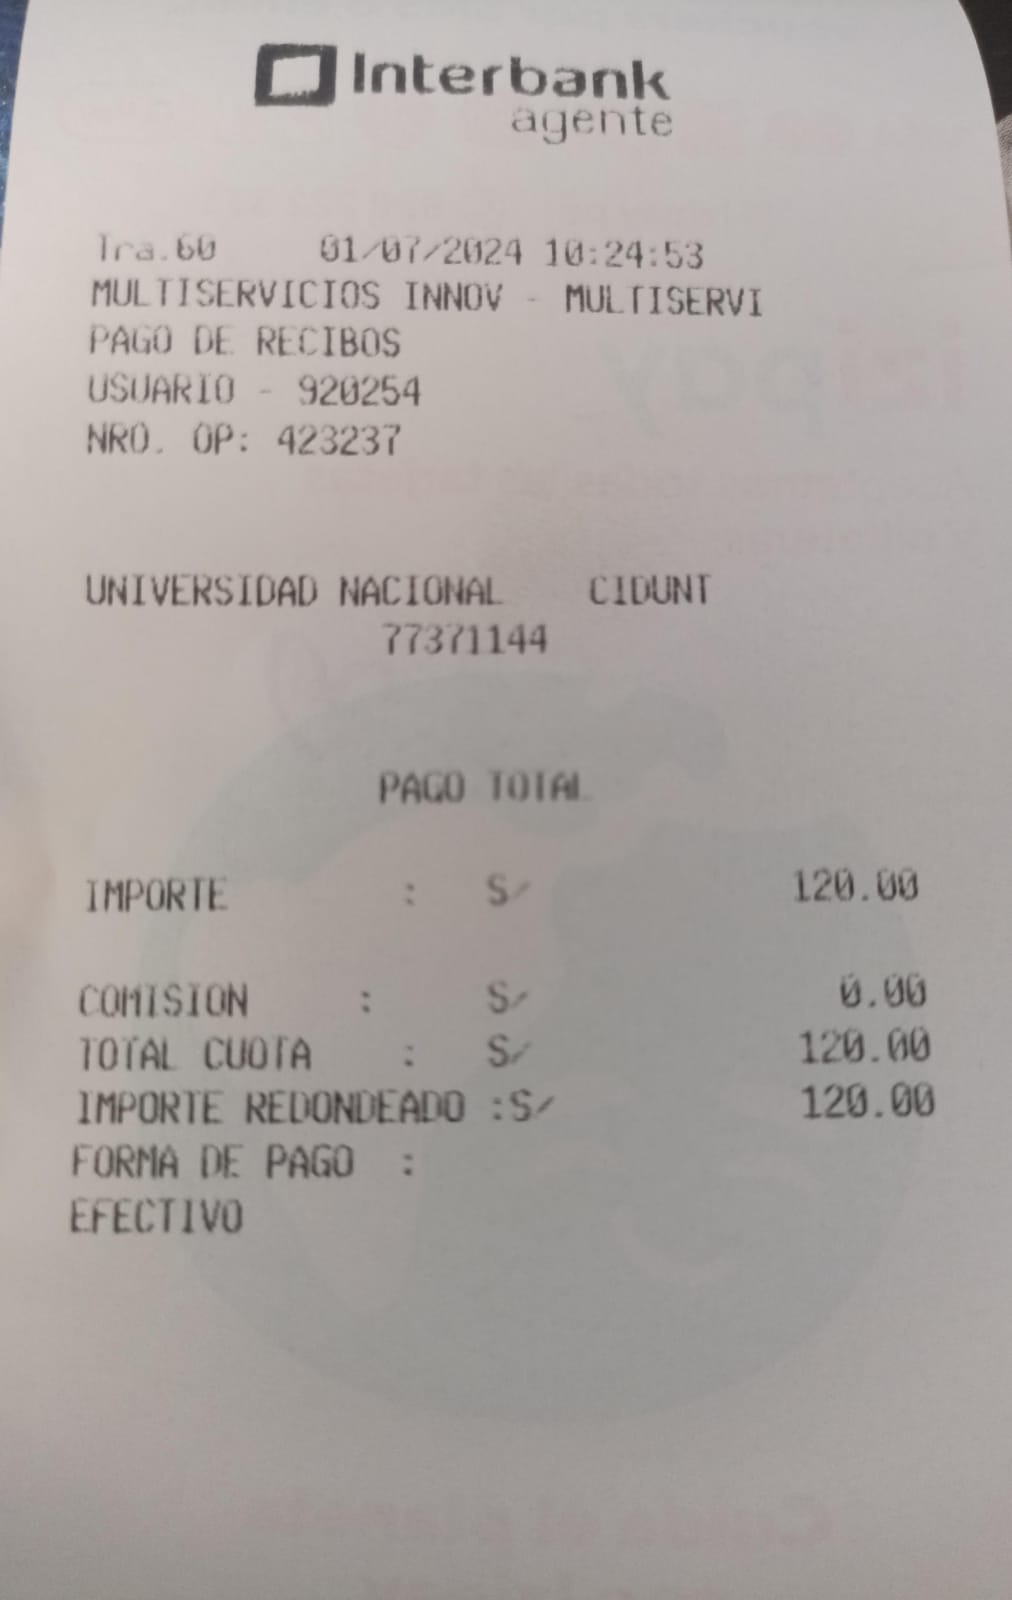 Interbank
agente
Tra.60 01/07/2024 10:24:53
MULTISERVICIOS INNOV - MULTISERVI
PAGO DE RECIBOS
USUARIO - 920254
NRO. OP: 423237
UNIVERSIDAD NACIONAL CIDUNT
77371144
PAGO TOTAL
IMPORTE : S/ 120.00
COMISION : S/ 0.00
TOTAL CUOTA : S/ 120.00
IMPORTE REDONDEADO :S/ 120.00
FORMA DE PAGO :
EFECTIVO